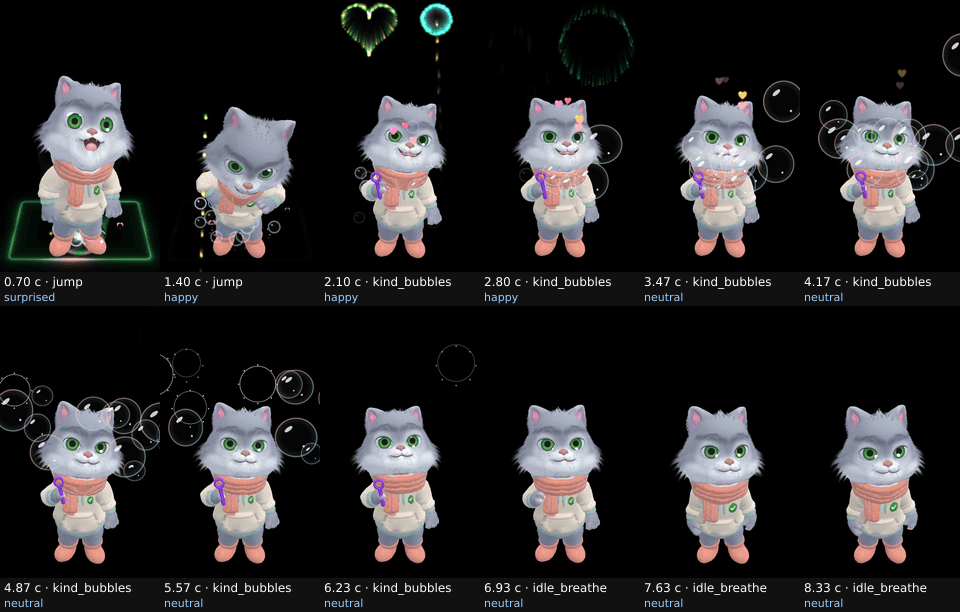 0.70 с · jump
surprised
1.40 с · jump
happy
2.10 с · kind_bubbles
happy
2.80 с · kind_bubbles
happy
3.47 с · kind_bubbles
neutral
4.17 с · kind_bubbles
neutral
4.87 с · kind_bubbles
neutral
5.57 с · kind_bubbles
neutral
6.23 с · kind_bubbles
neutral
6.93 с · idle_breathe
neutral
7.63 с · idle_breathe
neutral
8.33 с · idle_breathe
neutral